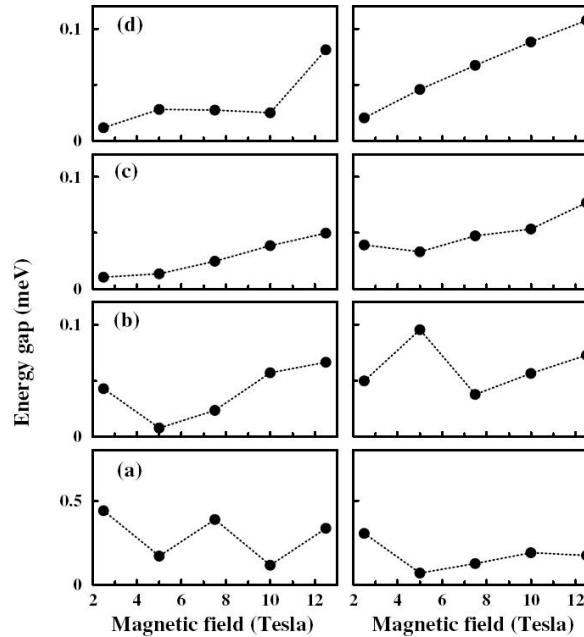 0.1
(d)
0
0.1
(c)
0
0.1
(b)
0
(a)
0.5
0
2 4 6 8 10 12 2 4 6 8 10 12
Magnetic field (Tesla) Magnetic field (Tesla)
Energy gap (meV)